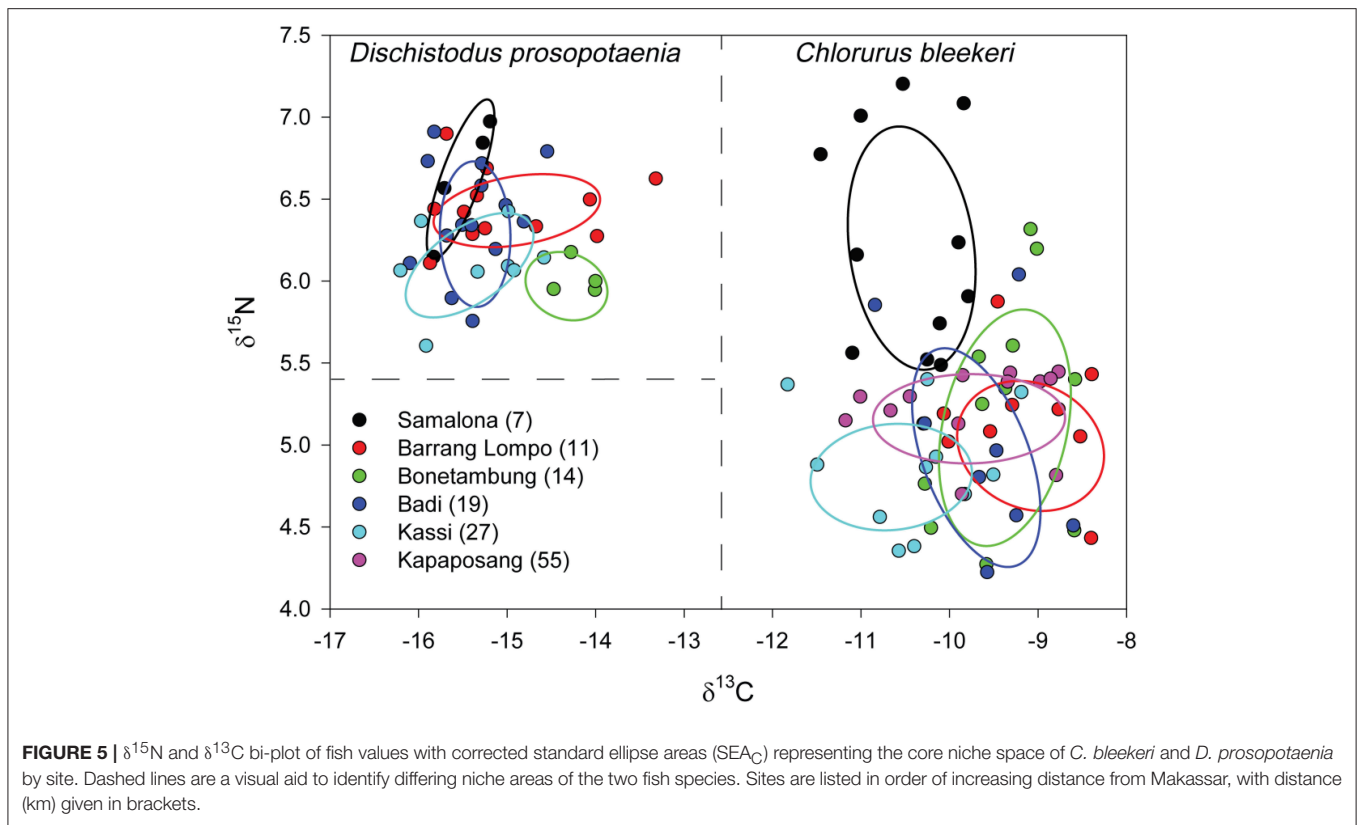 Dischistodus prosopotaenia
Chlorurus bleekeri
7.5
7.0
6.5
6.0
5.5
5.0
4.5
4.0
δ15N
Samalona (7)
Barrang Lompo (11)
Bonetambung (14)
Badi (19)
Kassi (27)
Kapaposang (55)
-17 -16 -15 -14 -13 -12 -11 -10 -9 -8
δ13C
FIGURE 5 | δ15N and δ13C bi-plot of fish values with corrected standard ellipse areas (SEAC) representing the core niche space of C. bleekeri and D. prosopotaenia
by site. Dashed lines are a visual aid to identify differing niche areas of the two fish species. Sites are listed in order of increasing distance from Makassar, with distance
(km) given in brackets.